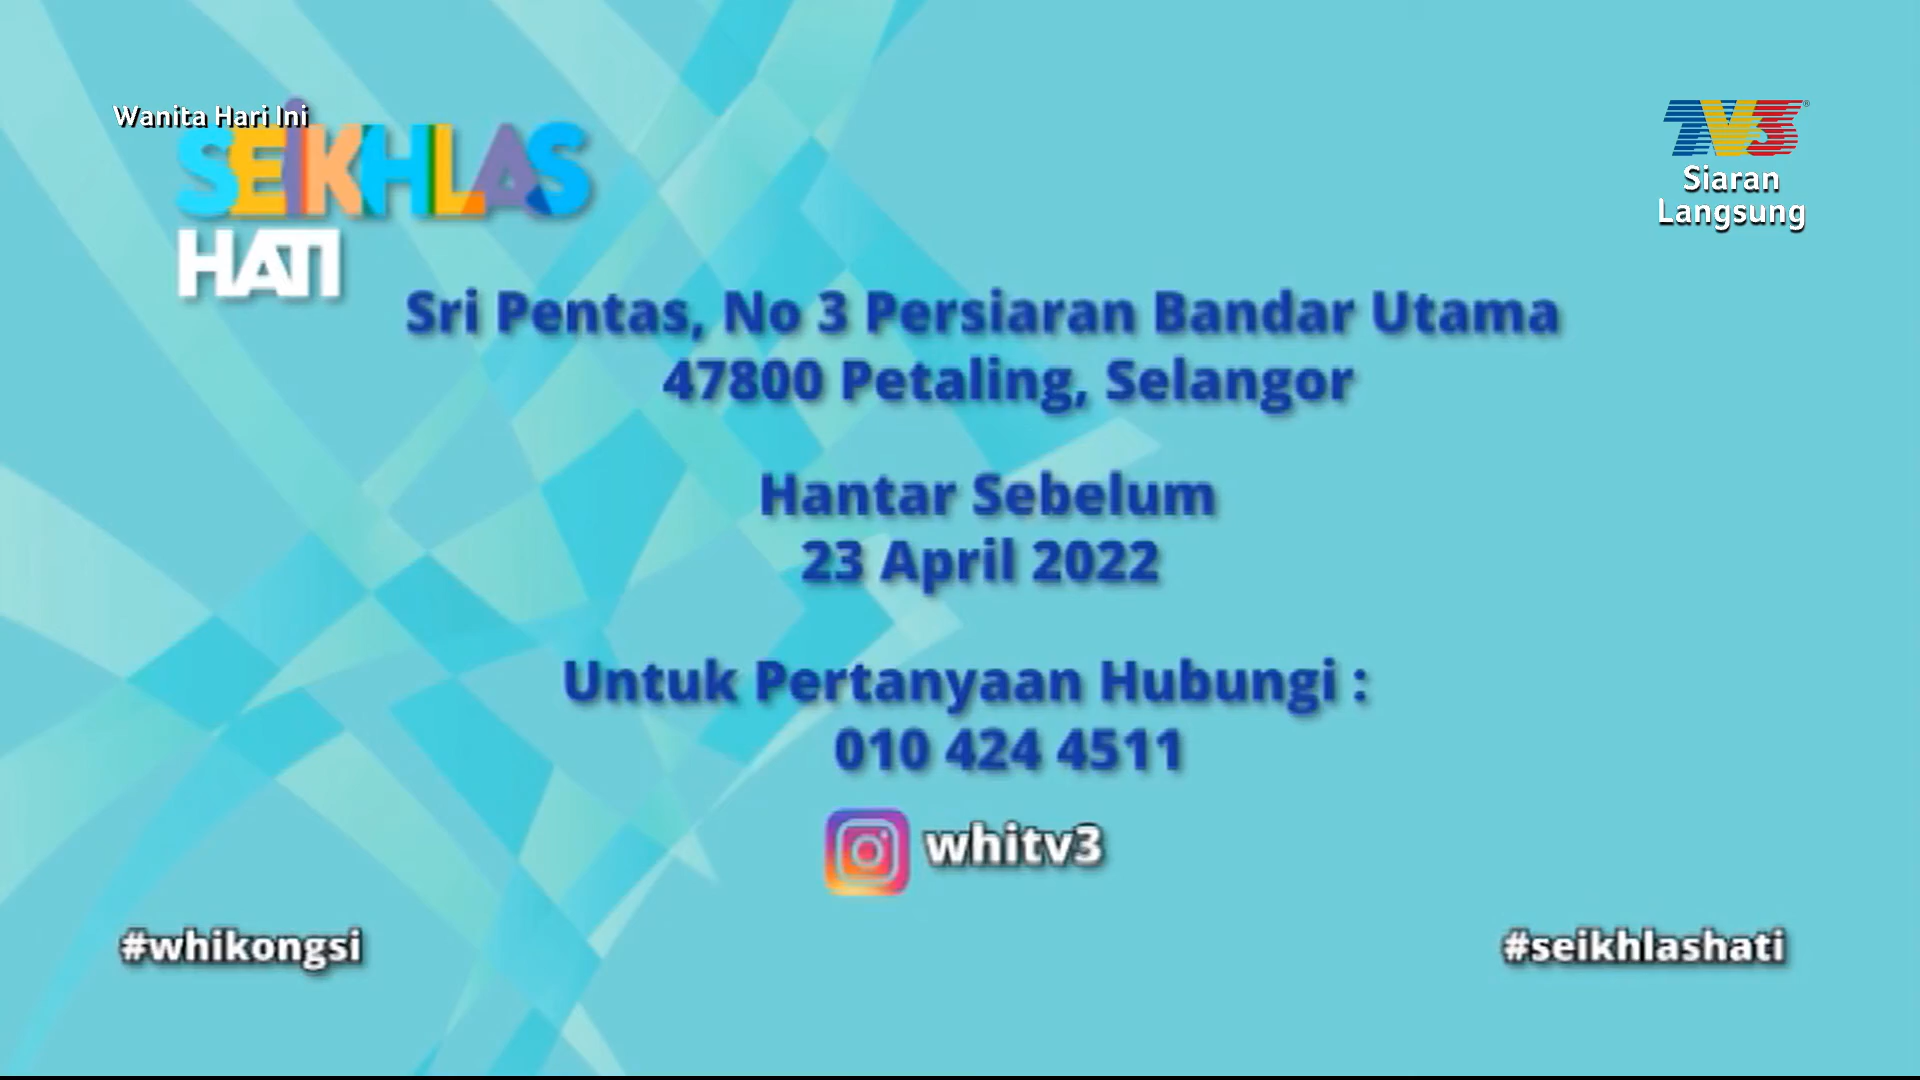 Wanita Hari Ini
SEIKHLAS
HATI
TV3
Siaran
Langsung
Sri Pentas, No 3 Persiaran Bandar Utama
47800 Petaling, Selangor
Hantar Sebelum
23 April 2022
Untuk Pertanyaan Hubungi :
010 424 4511
whitv3
#whikongsi
#seikhlashati